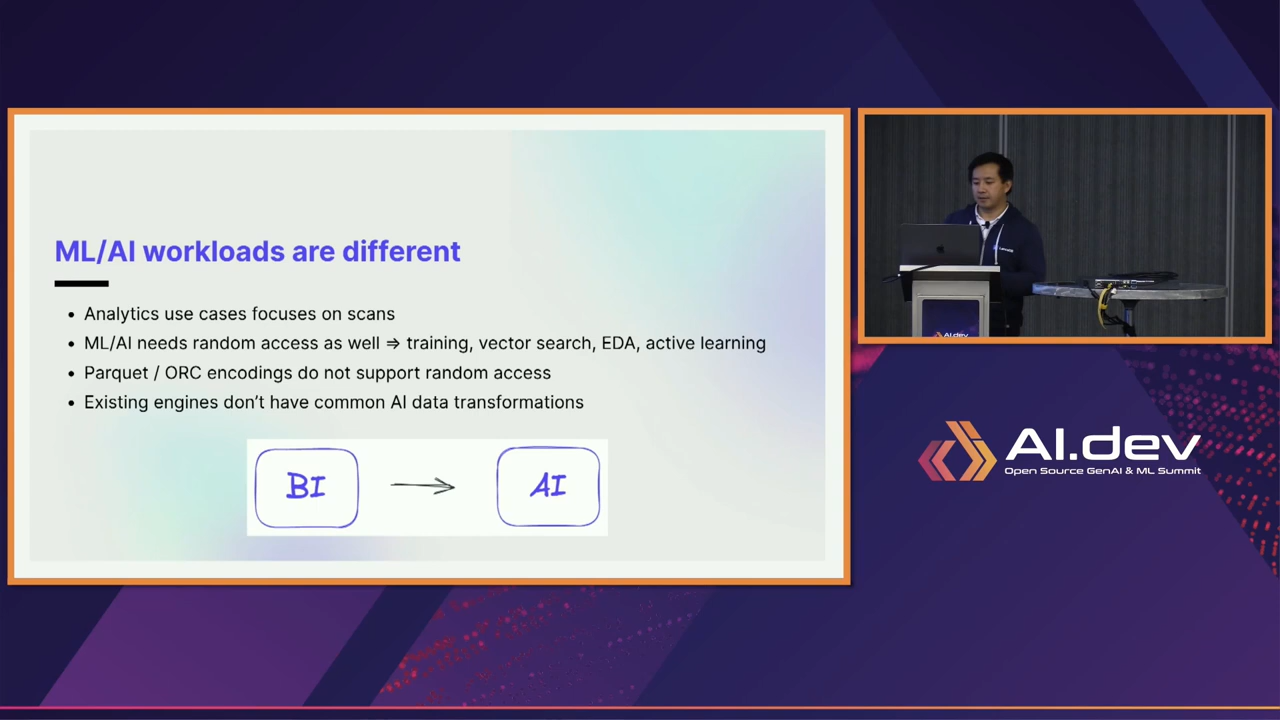 ML/AI workloads are different
• Analytics use cases focuses on scans
• ML/AI needs random access as well ⇒ training, vector search, EDA, active learning
• Parquet / ORC encodings do not support random access
• Existing engines don’t have common AI data transformations
BI
AI
AI.dev
AI.dev
Open Source GenAI & ML Summit